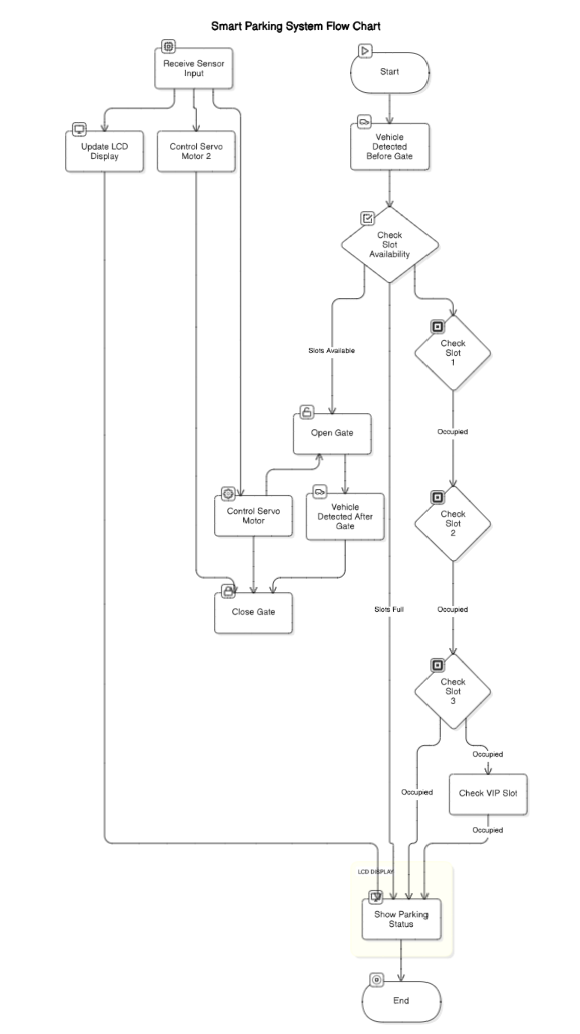 Smart Parking System Flow Chart
Receive Sensor
Input
Start
Update LCD
Display
Control Servo
Motor 2
Vehicle
Detected
Before Gate
Check
Slot
Availability
Slots Available
Check
Slot
1
Open Gate
Occupied
Control Servo
Motor
Vehicle
Detected After
Gate
Check
Slot
2
Close Gate
Slots Full
Occupied
Check
Slot
3
Occupied
Occupied
Check VIP Slot
Occupied
LCD DISPLAY
Show Parking
Status
End